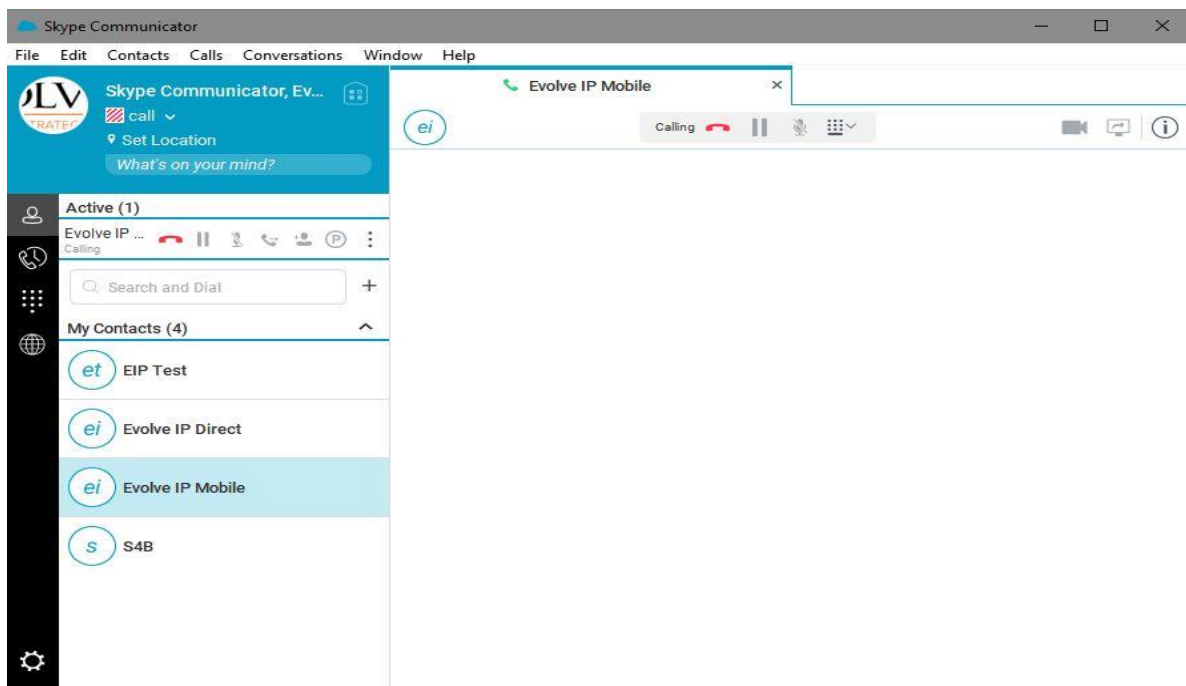 Skype Communicator
File Edit Contacts Calls Conversations Window Help
Skype Communicator, Ev...
call
Set Location
What's on your mind?
Evolve IP Mobile
ei
Calling
Active (1)
Evolve IP ...
Calling
P
Search and Dial
My Contacts (4)
et EIP Test
ei Evolve IP Direct
ei Evolve IP Mobile
s S4B